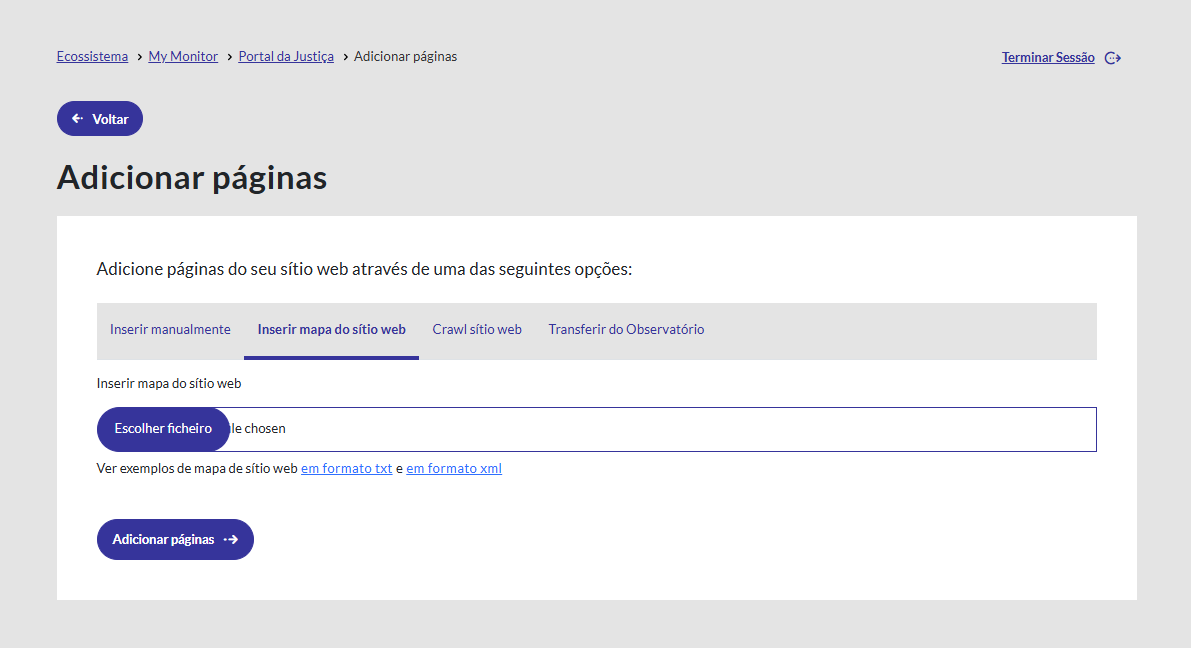 Ecossistema > My Monitor > Portal da Justiça > Adicionar páginas
Terminar Sessão
Voltar
Adicionar páginas
Adicione páginas do seu sítio web através de uma das seguintes opções:
Inserir manualmente Inserir mapa do sítio web Crawl sítio web Transferir do Observatório
Inserir mapa do sítio web
Escolher ficheiro le chosen
Ver exemplos de mapa de sítio web em formato txt e em formato xml
Adicionar páginas